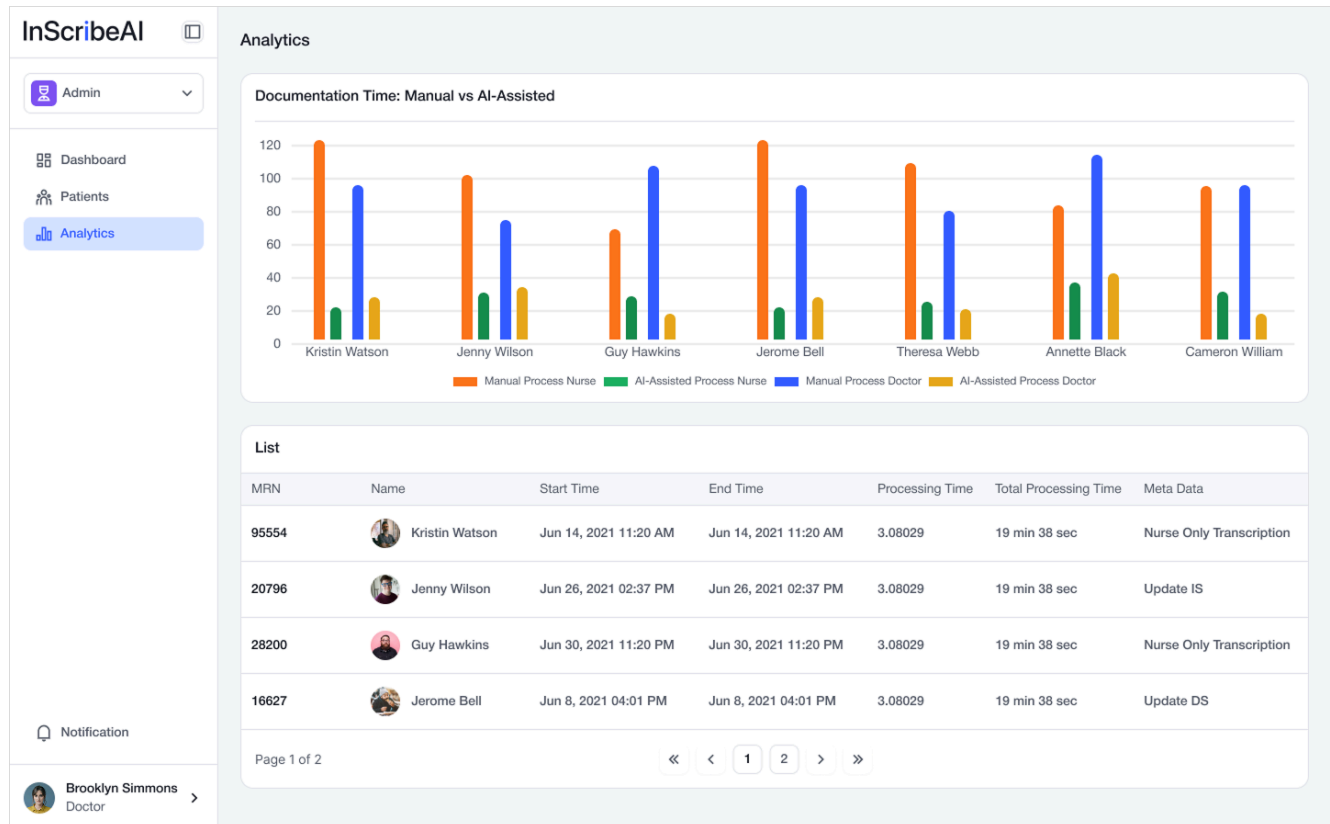 InScribeAI
Admin
Dashboard
Patients
Analytics
Notification
Brooklyn Simmons
Doctor
Analytics
Documentation Time: Manual vs AI-Assisted
120
100
80
60
40
20
0
Kristin Watson Jenny Wilson Guy Hawkins Jerome Bell Theresa Webb Annette Black Cameron William
Manual Process Nurse AI-Assisted Process Nurse Manual Process Doctor AI-Assisted Process Doctor
List
MRN Name Start Time End Time Processing Time Total Processing Time Meta Data
95554 Kristin Watson Jun 14, 2021 11:20 AM Jun 14, 2021 11:20 AM 3.08029 19 min 38 sec Nurse Only Transcription
20796 Jenny Wilson Jun 26, 2021 02:37 PM Jun 26, 2021 02:37 PM 3.08029 19 min 38 sec Update IS
28200 Guy Hawkins Jun 30, 2021 11:20 PM Jun 30, 2021 11:20 PM 3.08029 19 min 38 sec Nurse Only Transcription
16627 Jerome Bell Jun 8, 2021 04:01 PM Jun 8, 2021 04:01 PM 3.08029 19 min 38 sec Update DS
Page 1 of 2 « ‹ 1 2 › »